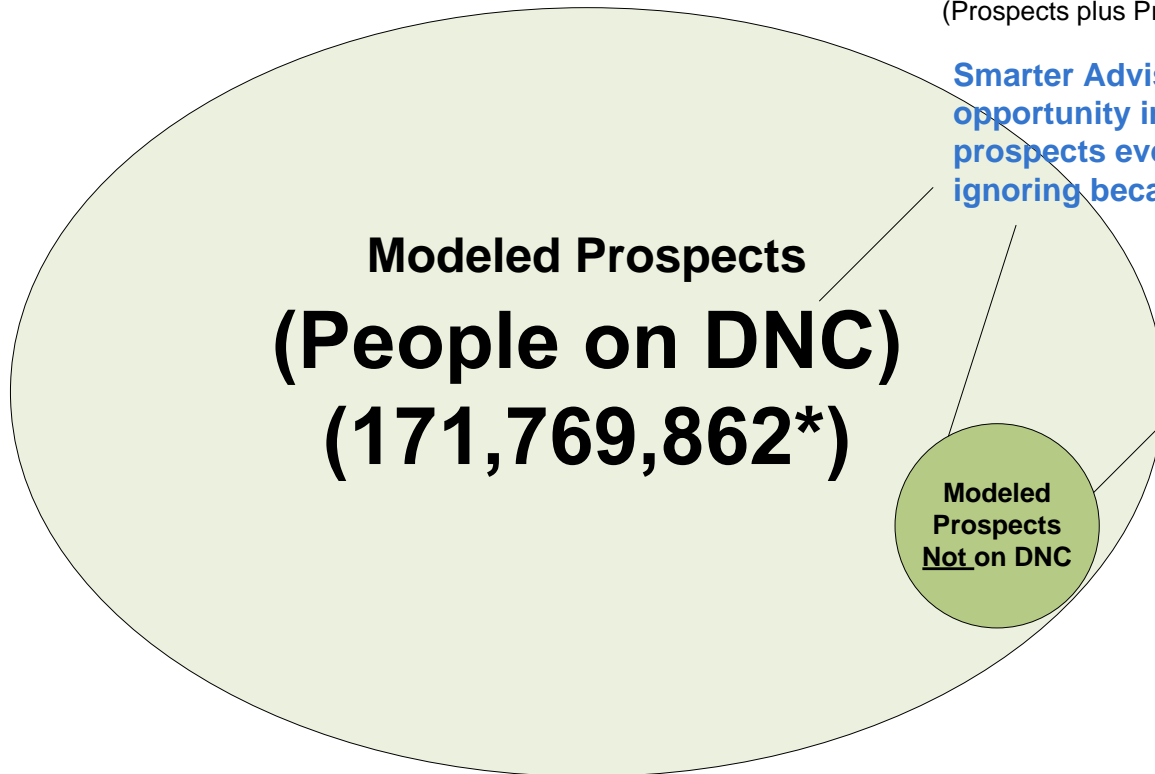 (Prospects plus Pr
Smarter Advis
opportunity in
prospects eve
ignoring beca
Modeled Prospects
(People on DNC)
(171,769,862*)
Modeled
Prospects
Not on DNC